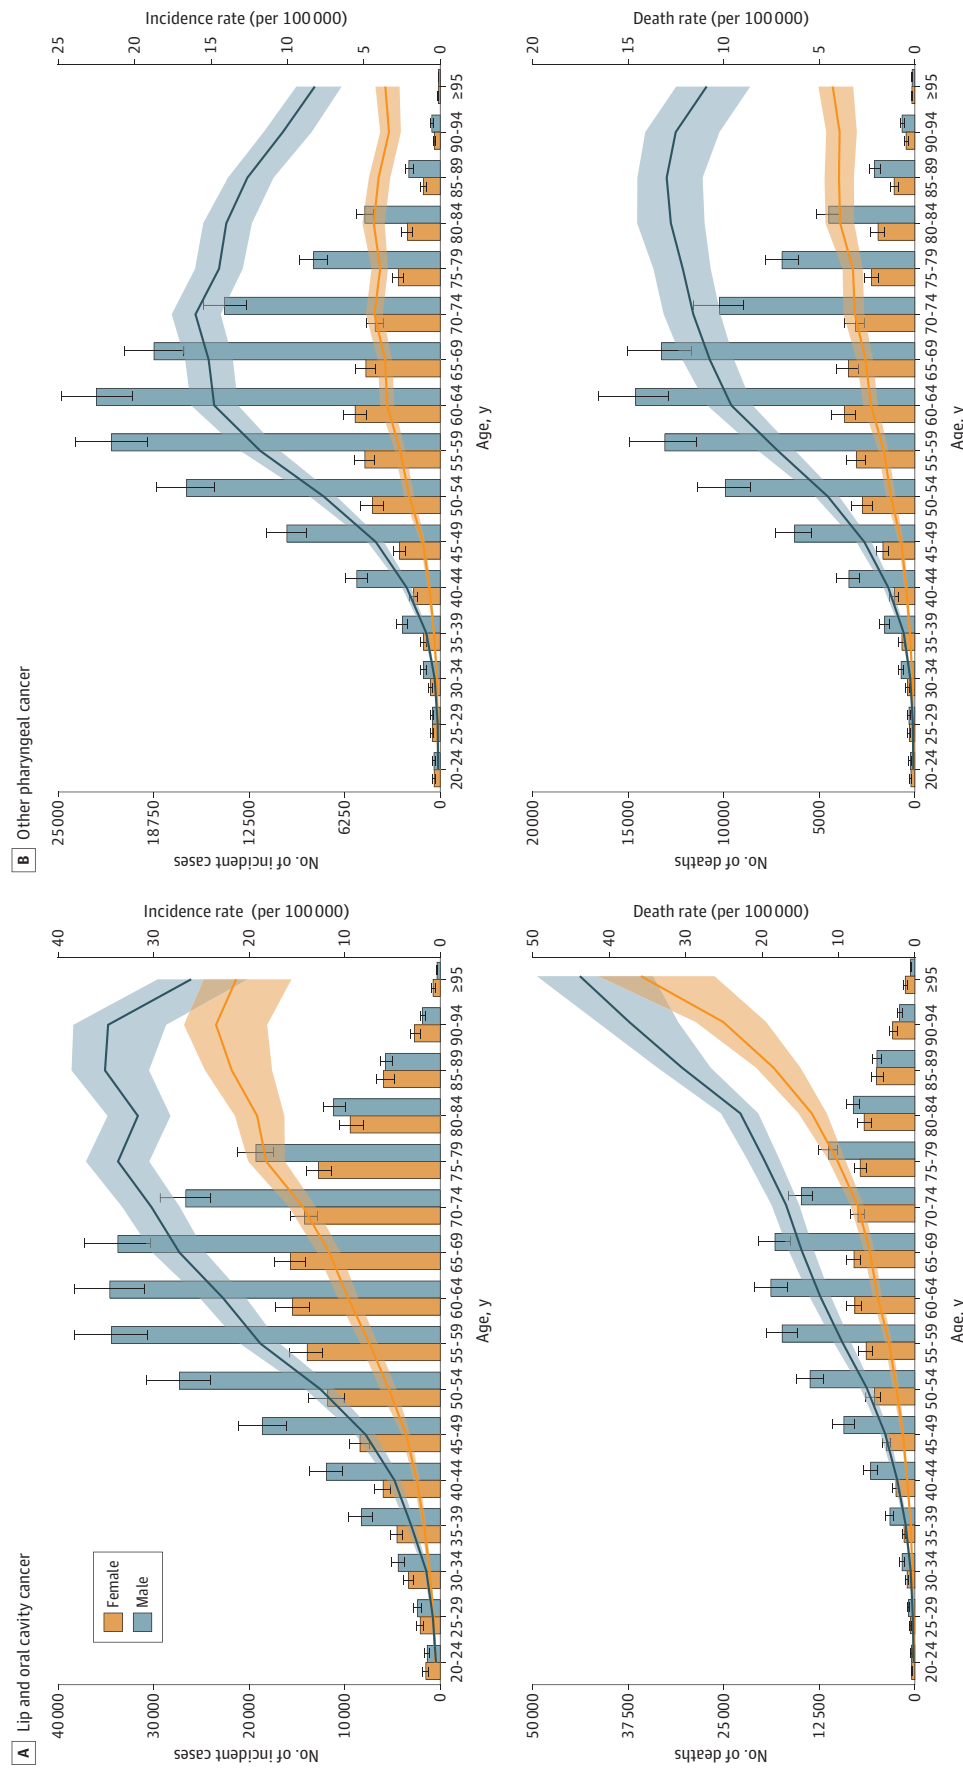 A Lip and oral cavity cancer
40 000
30 000
20 000
10 000
0
No. of incident cases
40
30
20
10
0
Incidence rate (per 100 000)
Female
Male
20-24 25-29 30-34 35-39 40-44 45-49 50-54 55-59 60-64 65-69 70-74 75-79 80-84 85-89 90-94 ≥95
Age, y
50 000
37 500
25 000
12 500
0
No. of deaths
50
40
30
20
10
0
Death rate (per 100 000)
20-24 25-29 30-34 35-39 40-44 45-49 50-54 55-59 60-64 65-69 70-74 75-79 80-84 85-89 90-94 ≥95
Age, y
B Other pharyngeal cancer
25 000
18 750
12 500
6250
0
No. of incident cases
25
20
15
10
5
0
Incidence rate (per 100 000)
20-24 25-29 30-34 35-39 40-44 45-49 50-54 55-59 60-64 65-69 70-74 75-79 80-84 85-89 90-94 ≥95
Age, y
20 000
15 000
10 000
5000
0
No. of deaths
20
15
10
5
0
Death rate (per 100 000)
20-24 25-29 30-34 35-39 40-44 45-49 50-54 55-59 60-64 65-69 70-74 75-79 80-84 85-89 90-94 ≥95
Age, y